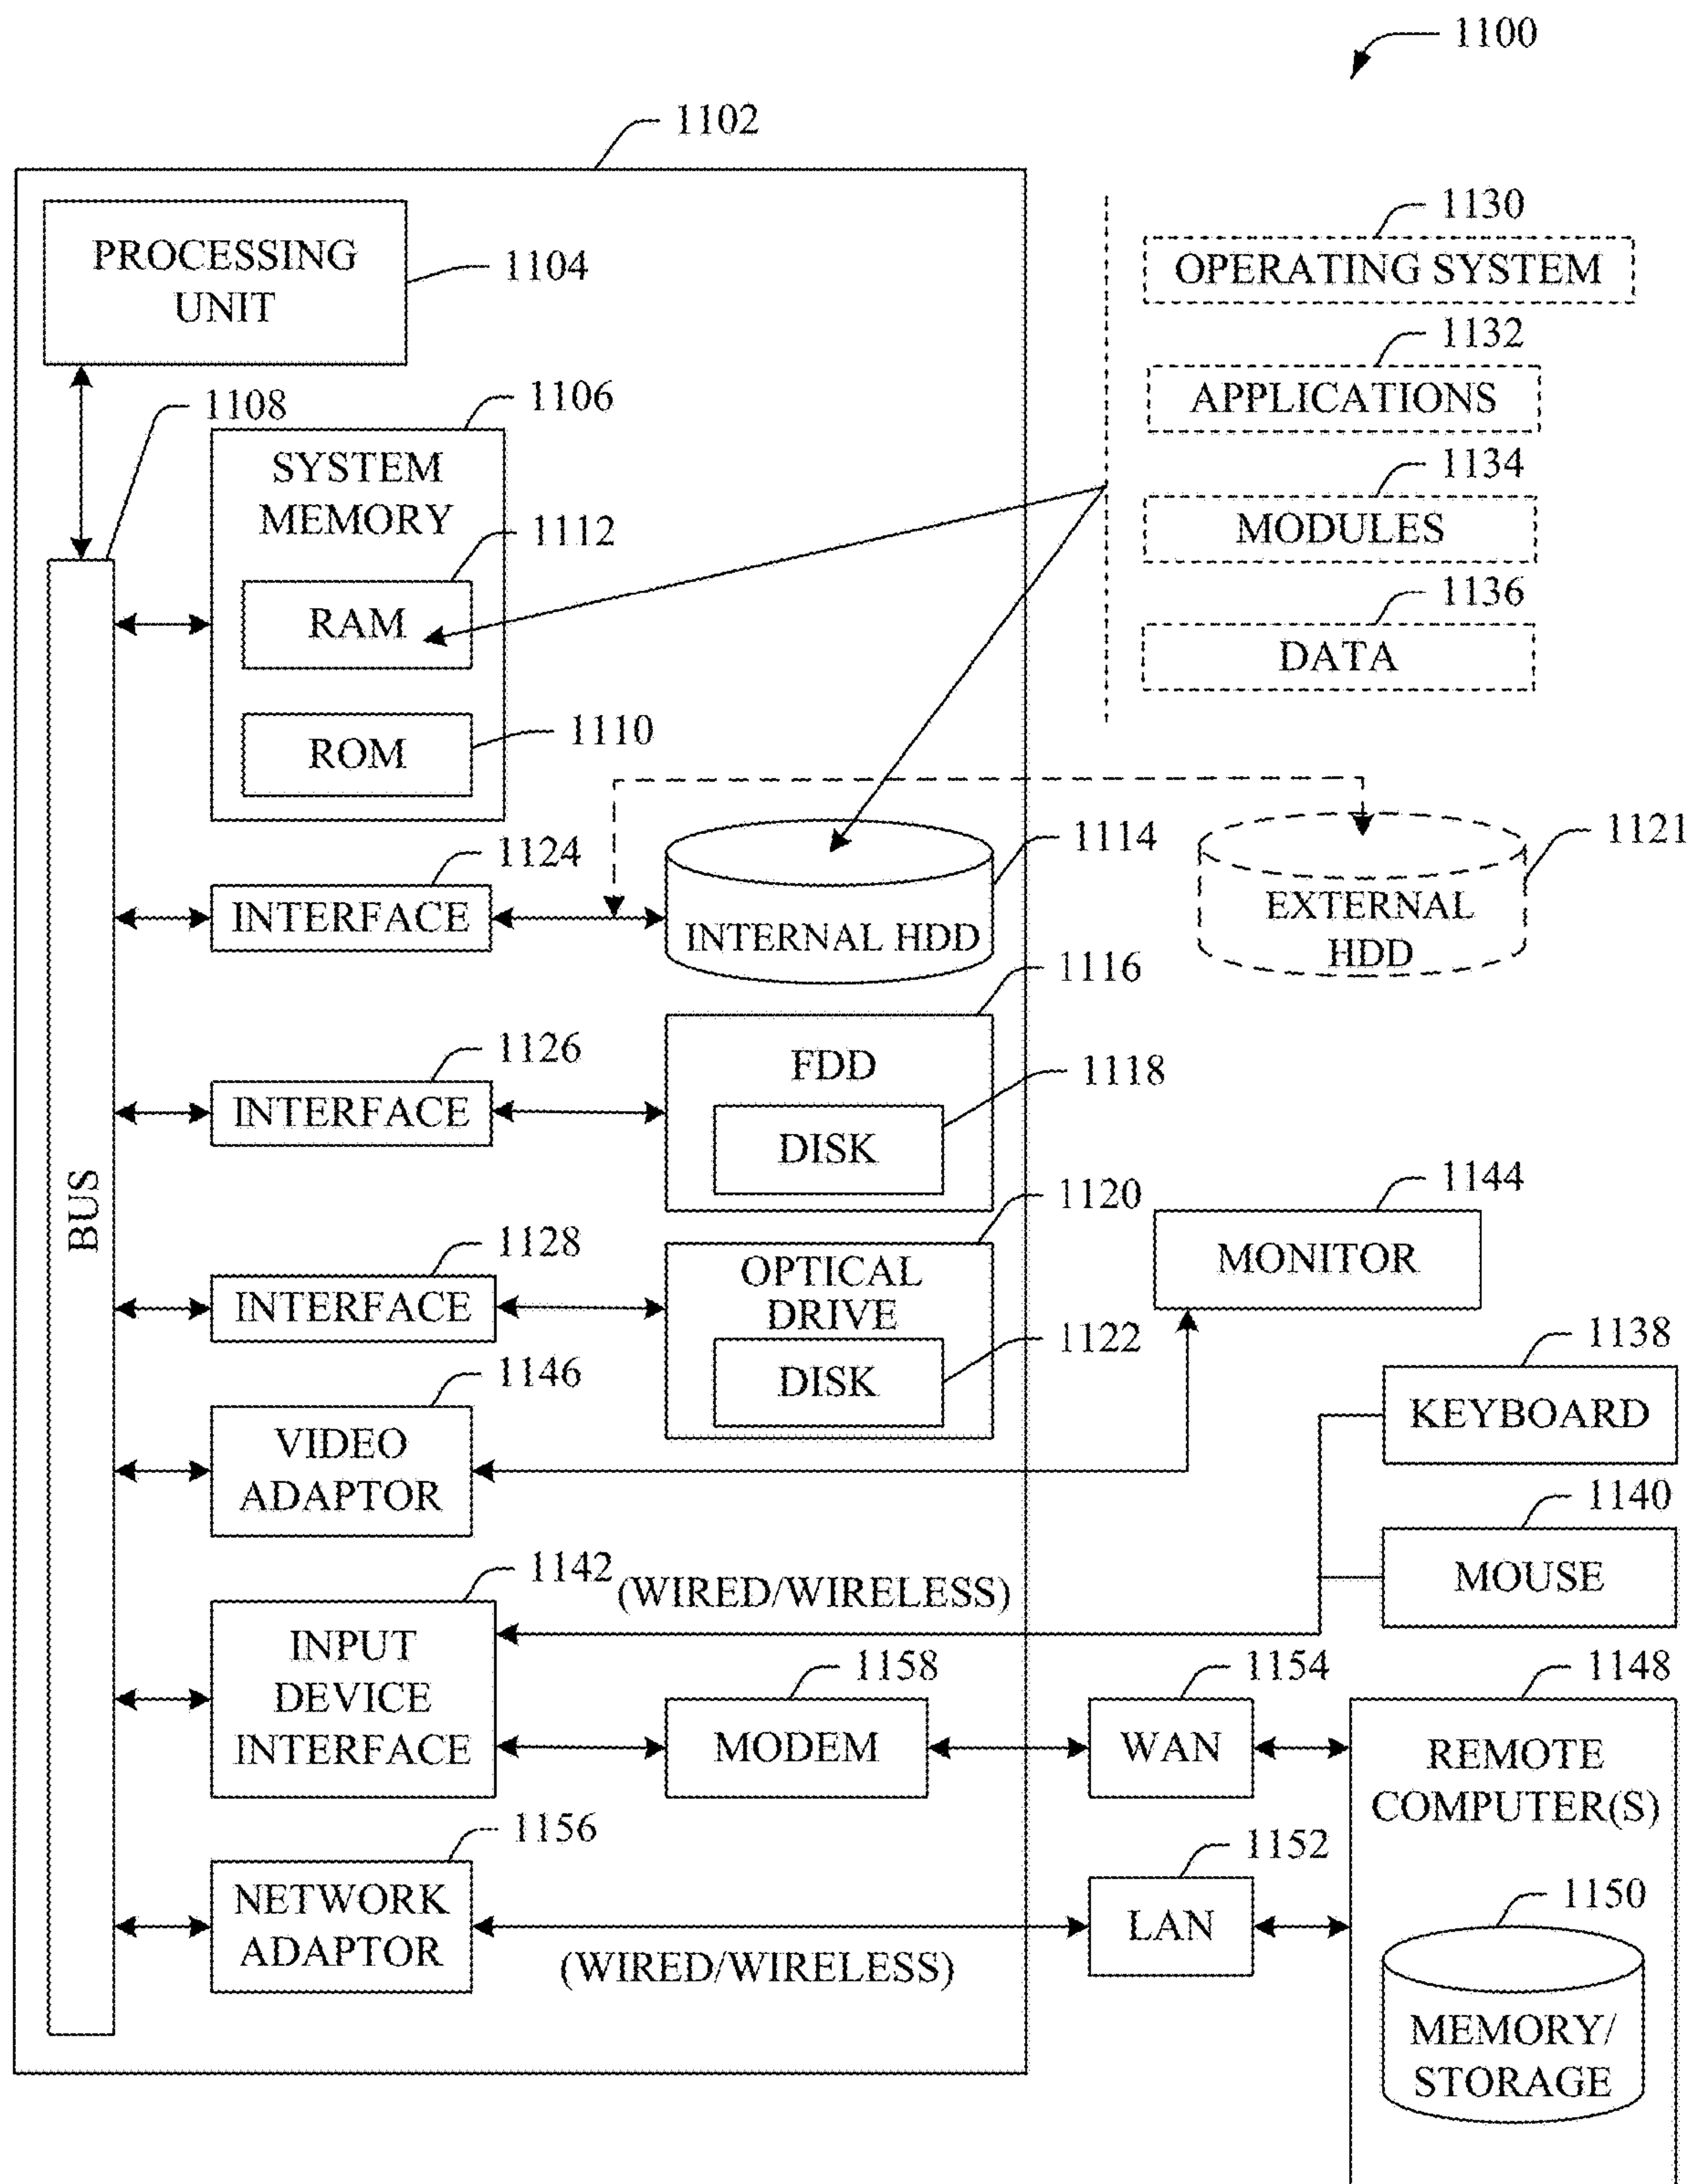 1100
1102
PROCESSING
UNIT
1104
1130
OPERATING SYSTEM
1132
APPLICATIONS
1134
MODULES
1136
DATA
1108
1106
SYSTEM
MEMORY
1112
RAM
1110
ROM
1124
INTERFACE
1114
INTERNAL HDD
1121
EXTERNAL
HDD
1126
INTERFACE
1116
FDD
1118
DISK
BUS
1128
INTERFACE
1120
OPTICAL
DRIVE
1122
DISK
1144
MONITOR
1146
VIDEO
ADAPTOR
1138
KEYBOARD
1140
MOUSE
1142
(WIRED/WIRELESS)
INPUT
DEVICE
INTERFACE
1158
MODEM
1154
WAN
1148
REMOTE
COMPUTER(S)
1156
NETWORK
ADAPTOR
(WIRED/WIRELESS)
1152
LAN
1150
MEMORY/
STORAGE